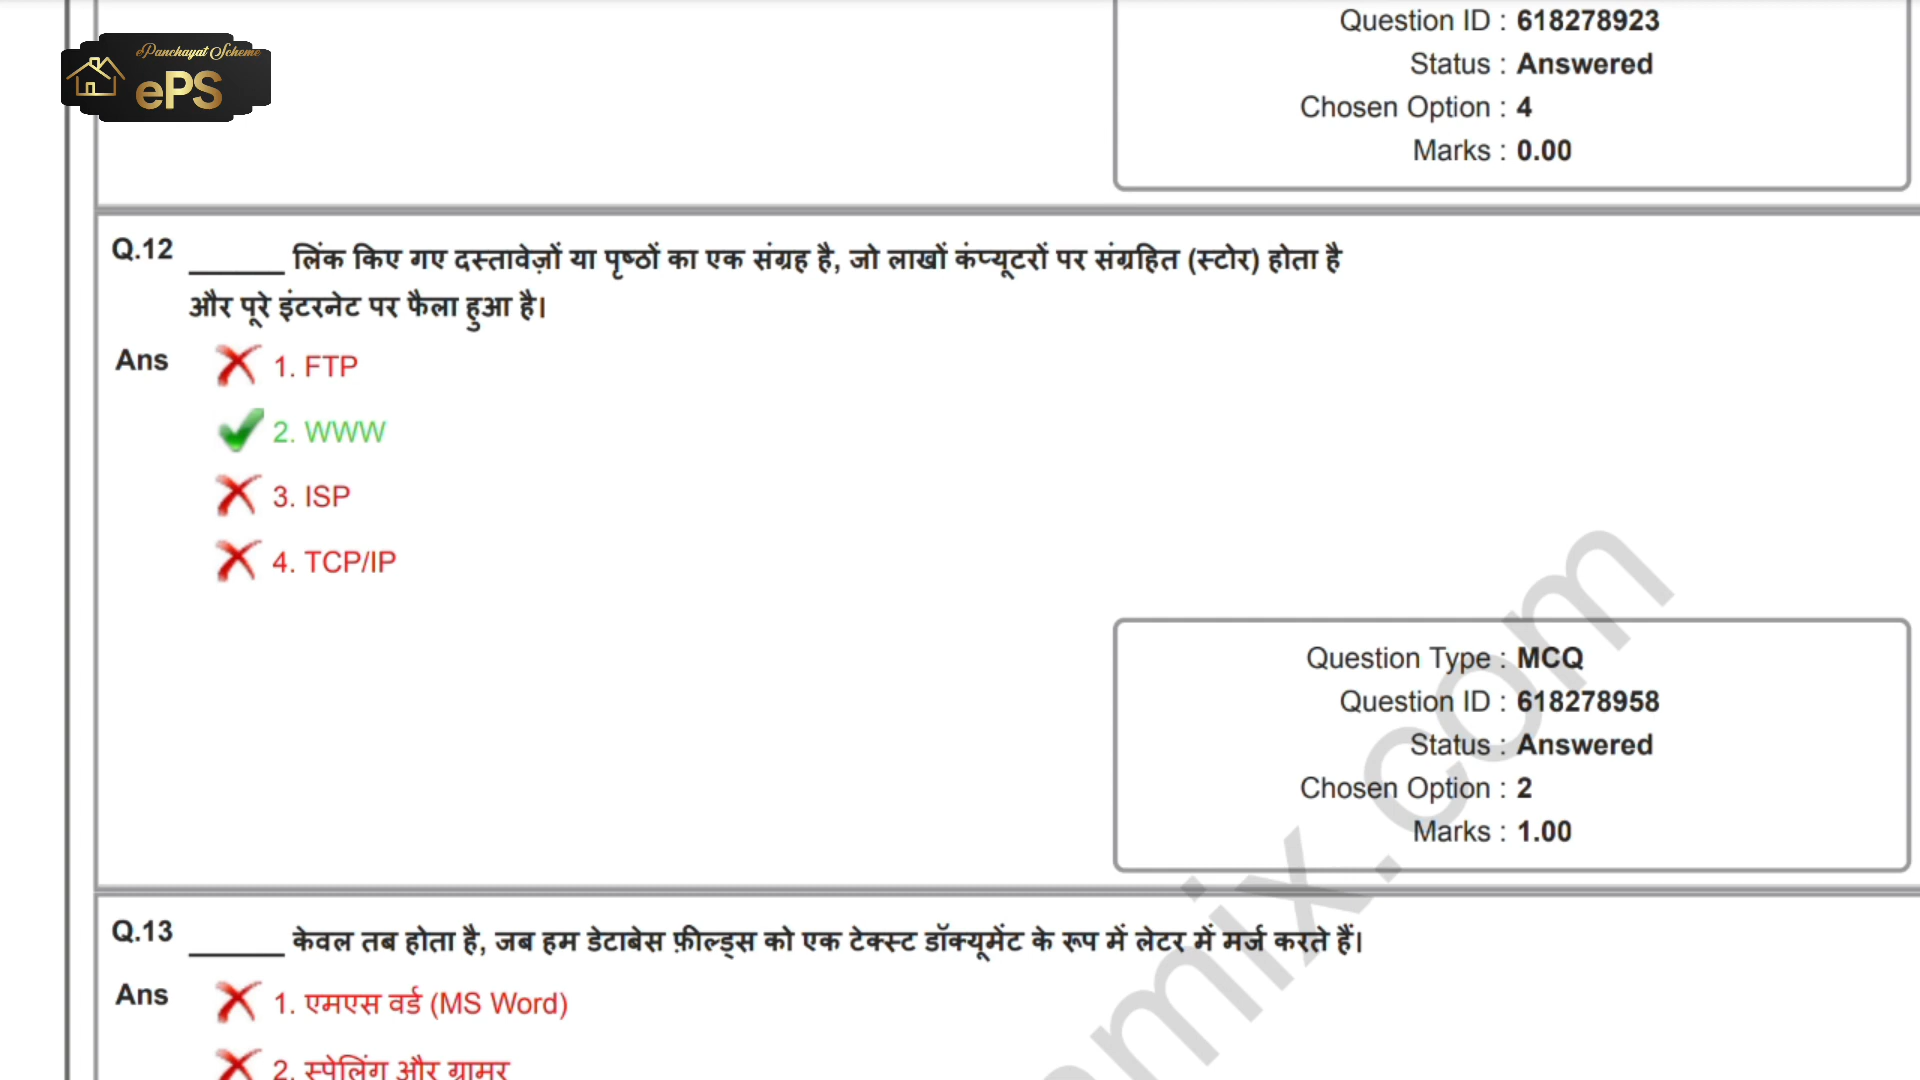 ePanchayat Scheme
ePS
Question ID : 618278923
Status : Answered
Chosen Option : 4
Marks : 0.00
Q.12 ______ लिंक किए गए दस्तावेज़ों या पृष्ठों का एक संग्रह है, जो लाखों कंप्यूटरों पर संग्रहित (स्टोर) होता है
और पूरे इंटरनेट पर फैला हुआ है।
Ans 1. FTP
2. WWW
3. ISP
4. TCP/IP
Question Type : MCQ
Question ID : 618278958
Status : Answered
Chosen Option : 2
Marks : 1.00
Q.13 ______ केवल तब होता है, जब हम डेटाबेस फ़ील्ड्स को एक टेक्स्ट डॉक्यूमेंट के रूप में लेटर में मर्ज करते हैं।
Ans 1. एमएस वर्ड (MS Word)
2. स्पेलिंग और ग्रामर
mix.com